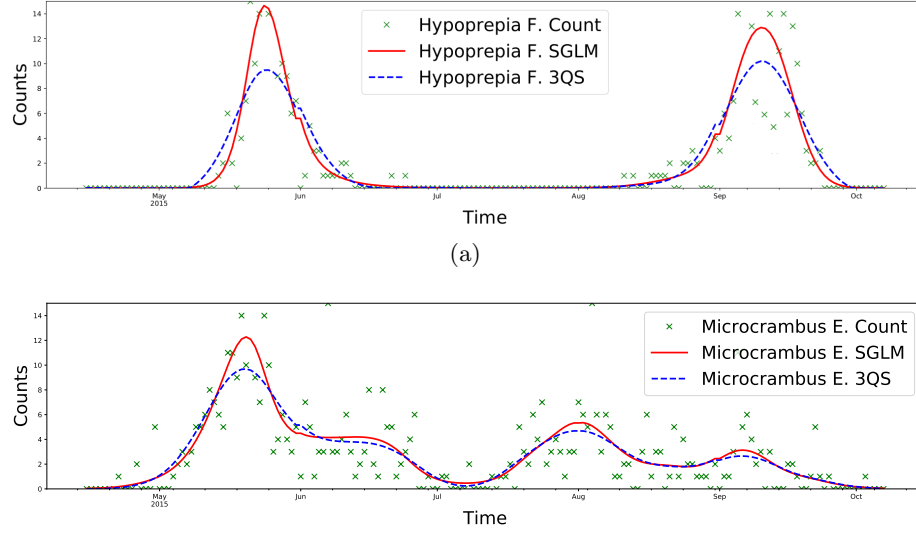 14
12
10
8
6
4
2
0
Counts
Hypoprepia F. Count
Hypoprepia F. SGLM
Hypoprepia F. 3QS
May
2015
Jun
Jul
Aug
Sep
Oct
Time
(a)
14
12
10
8
6
4
2
0
Counts
Microcrambus E. Count
Microcrambus E. SGLM
Microcrambus E. 3QS
May
2015
Jun
Jul
Aug
Sep
Oct
Time